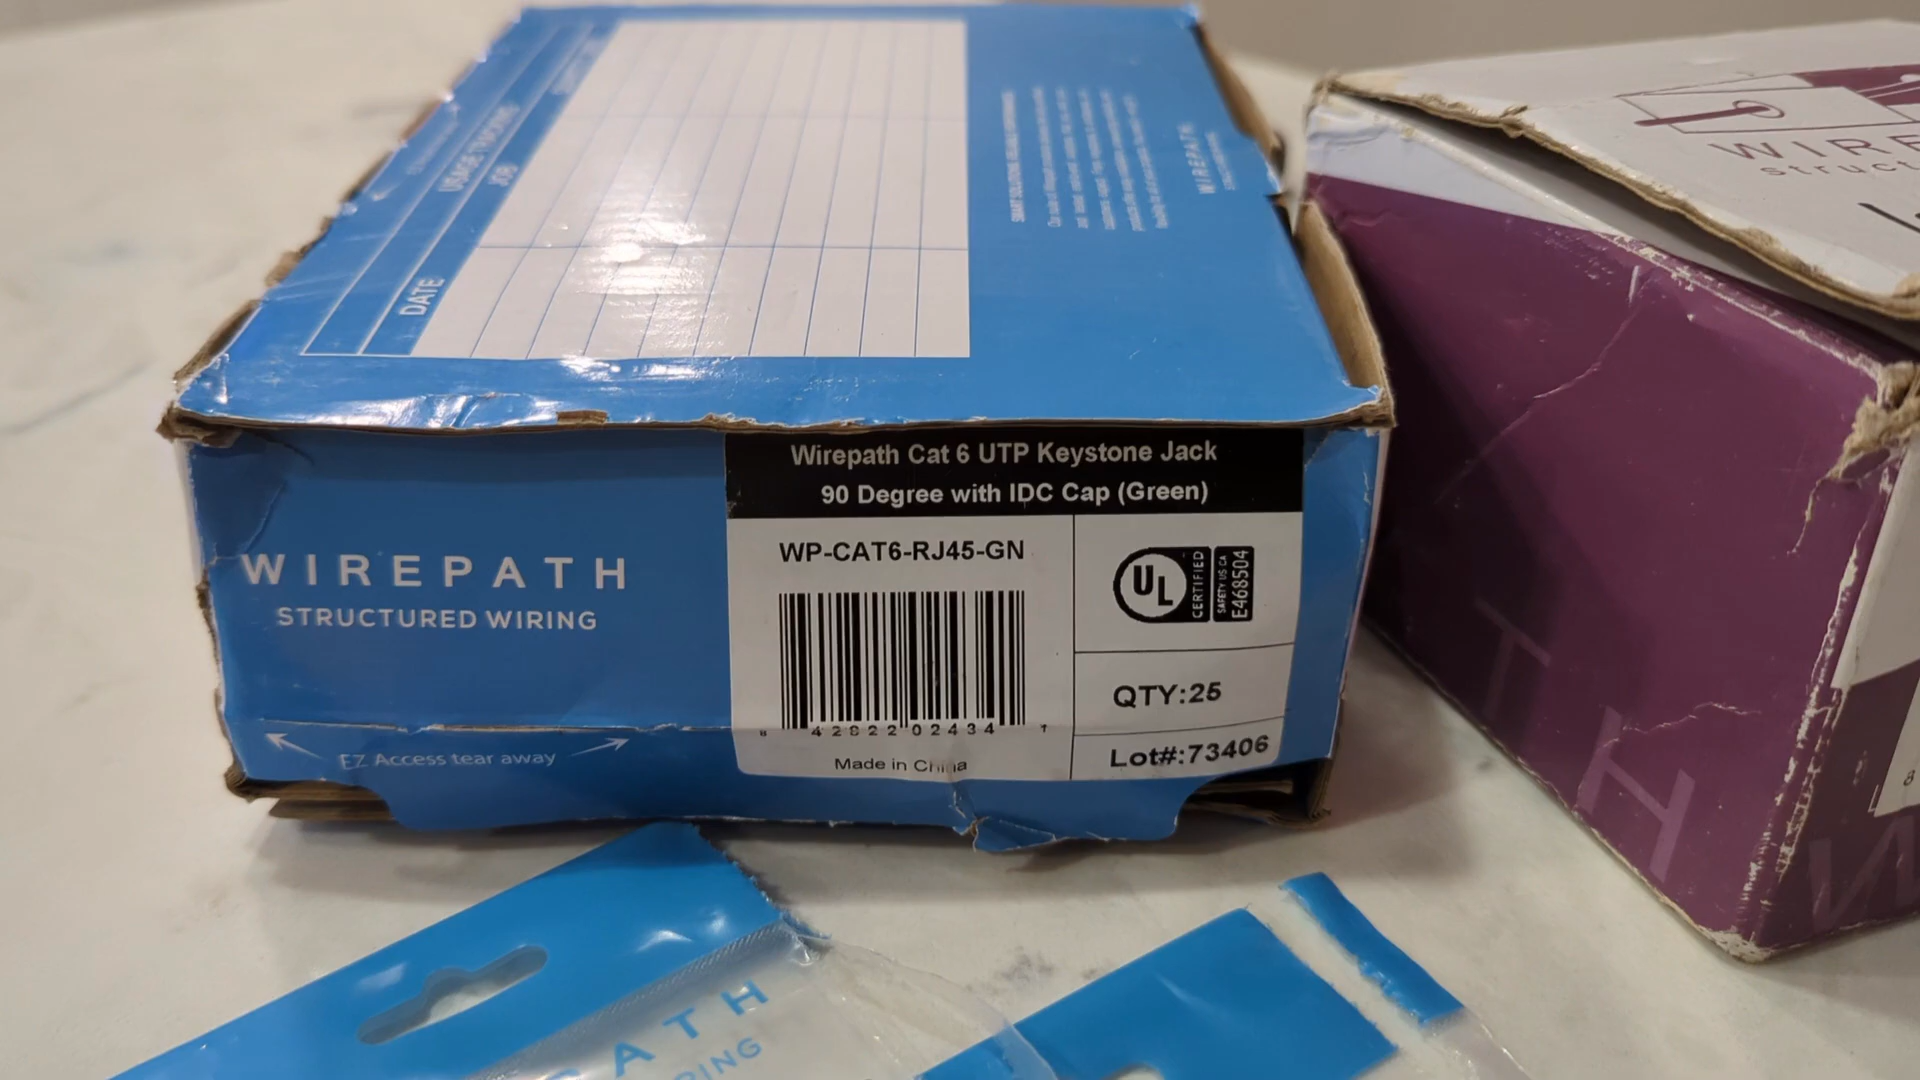 USAGE TRACKING
JOB
DATE
WIREPATH
Wirepath Cat 6 UTP Keystone Jack
90 Degree with IDC Cap (Green)
WIREPATH
STRUCTURED WIRING
WP-CAT6-RJ45-GN
UL
CERTIFIED
SAFETY US CA
E468504
QTY:25
8 42822 02434 1
Made in China
Lot#:73406
EZ Access tear away
WIRE
struct
T H
W
8
P A T H
RING